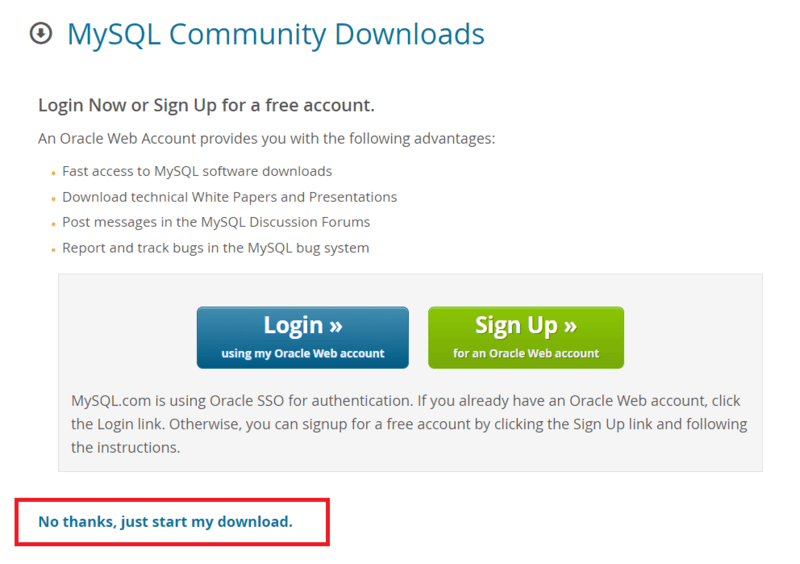 MySQL Community Downloads
Login Now or Sign Up for a free account.
An Oracle Web Account provides you with the following advantages:
Fast access to MySQL software downloads
Download technical White Papers and Presentations
Post messages in the MySQL Discussion Forums
Report and track bugs in the MySQL bug system
Login »
using my Oracle Web account
Sign Up »
for an Oracle Web account
MySQL.com is using Oracle SSO for authentication. If you already have an Oracle Web account, click
the Login link. Otherwise, you can signup for a free account by clicking the Sign Up link and following
the instructions.
No thanks, just start my download.